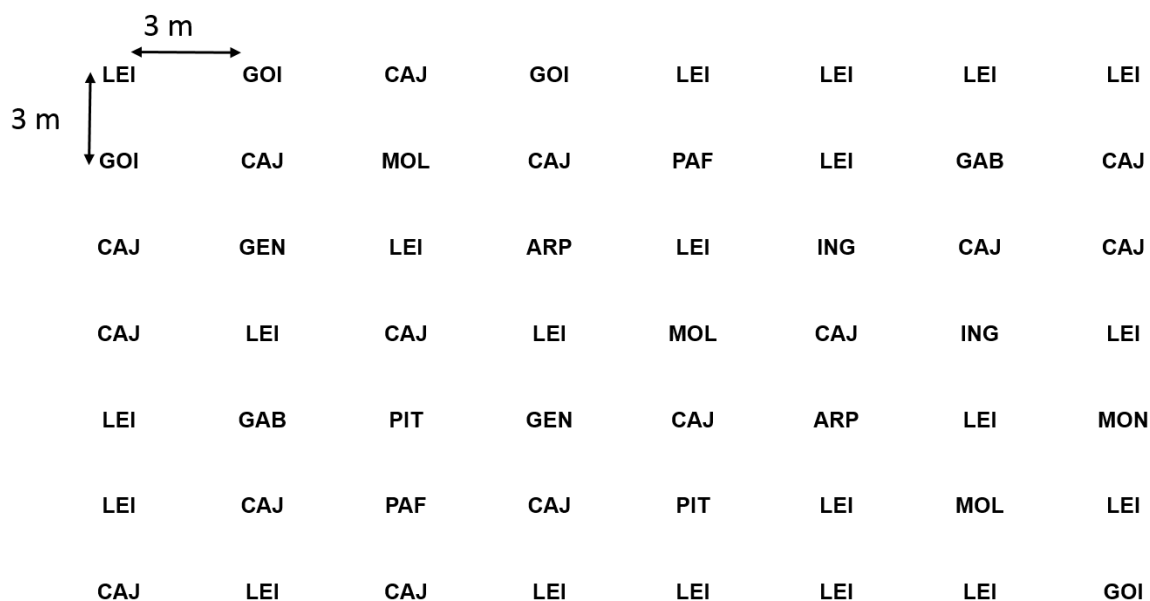 3 m
LEI GOI CAJ GOI LEI LEI LEI LEI
3 m
GOI CAJ MOL CAJ PAF LEI GAB CAJ
CAJ GEN LEI ARP LEI ING CAJ CAJ
CAJ LEI CAJ LEI MOL CAJ ING LEI
LEI GAB PIT GEN CAJ ARP LEI MON
LEI CAJ PAF CAJ PIT LEI MOL LEI
CAJ LEI CAJ LEI LEI LEI LEI GOI